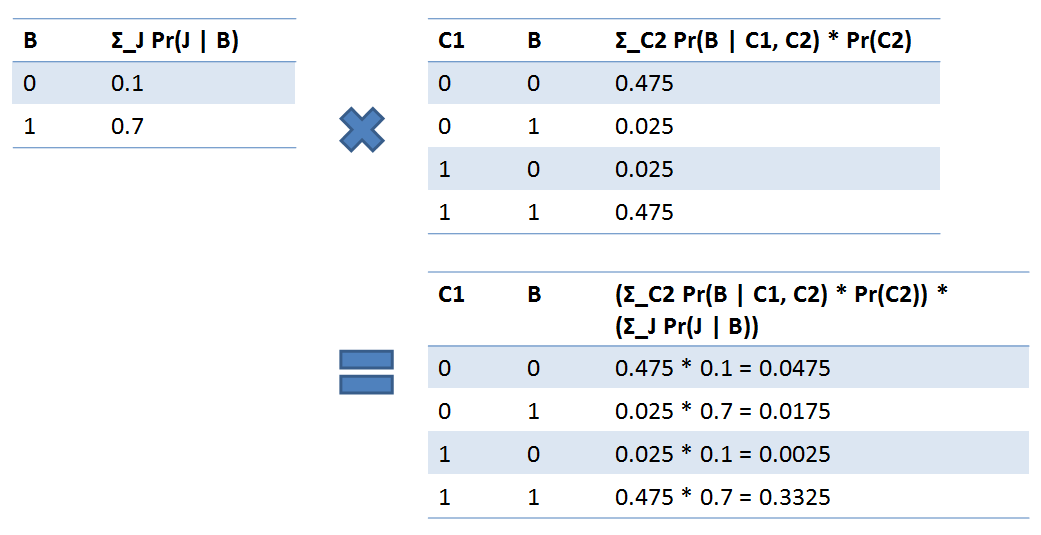 B Σ_J Pr(J | B)
0 0.1
1 0.7
C1 B Σ_C2 Pr(B | C1, C2) * Pr(C2)
0 0 0.475
0 1 0.025
1 0 0.025
1 1 0.475
C1 B (Σ_C2 Pr(B | C1, C2) * Pr(C2)) *
(Σ_J Pr(J | B))
0 0 0.475 * 0.1 = 0.0475
0 1 0.025 * 0.7 = 0.0175
1 0 0.025 * 0.1 = 0.0025
1 1 0.475 * 0.7 = 0.3325